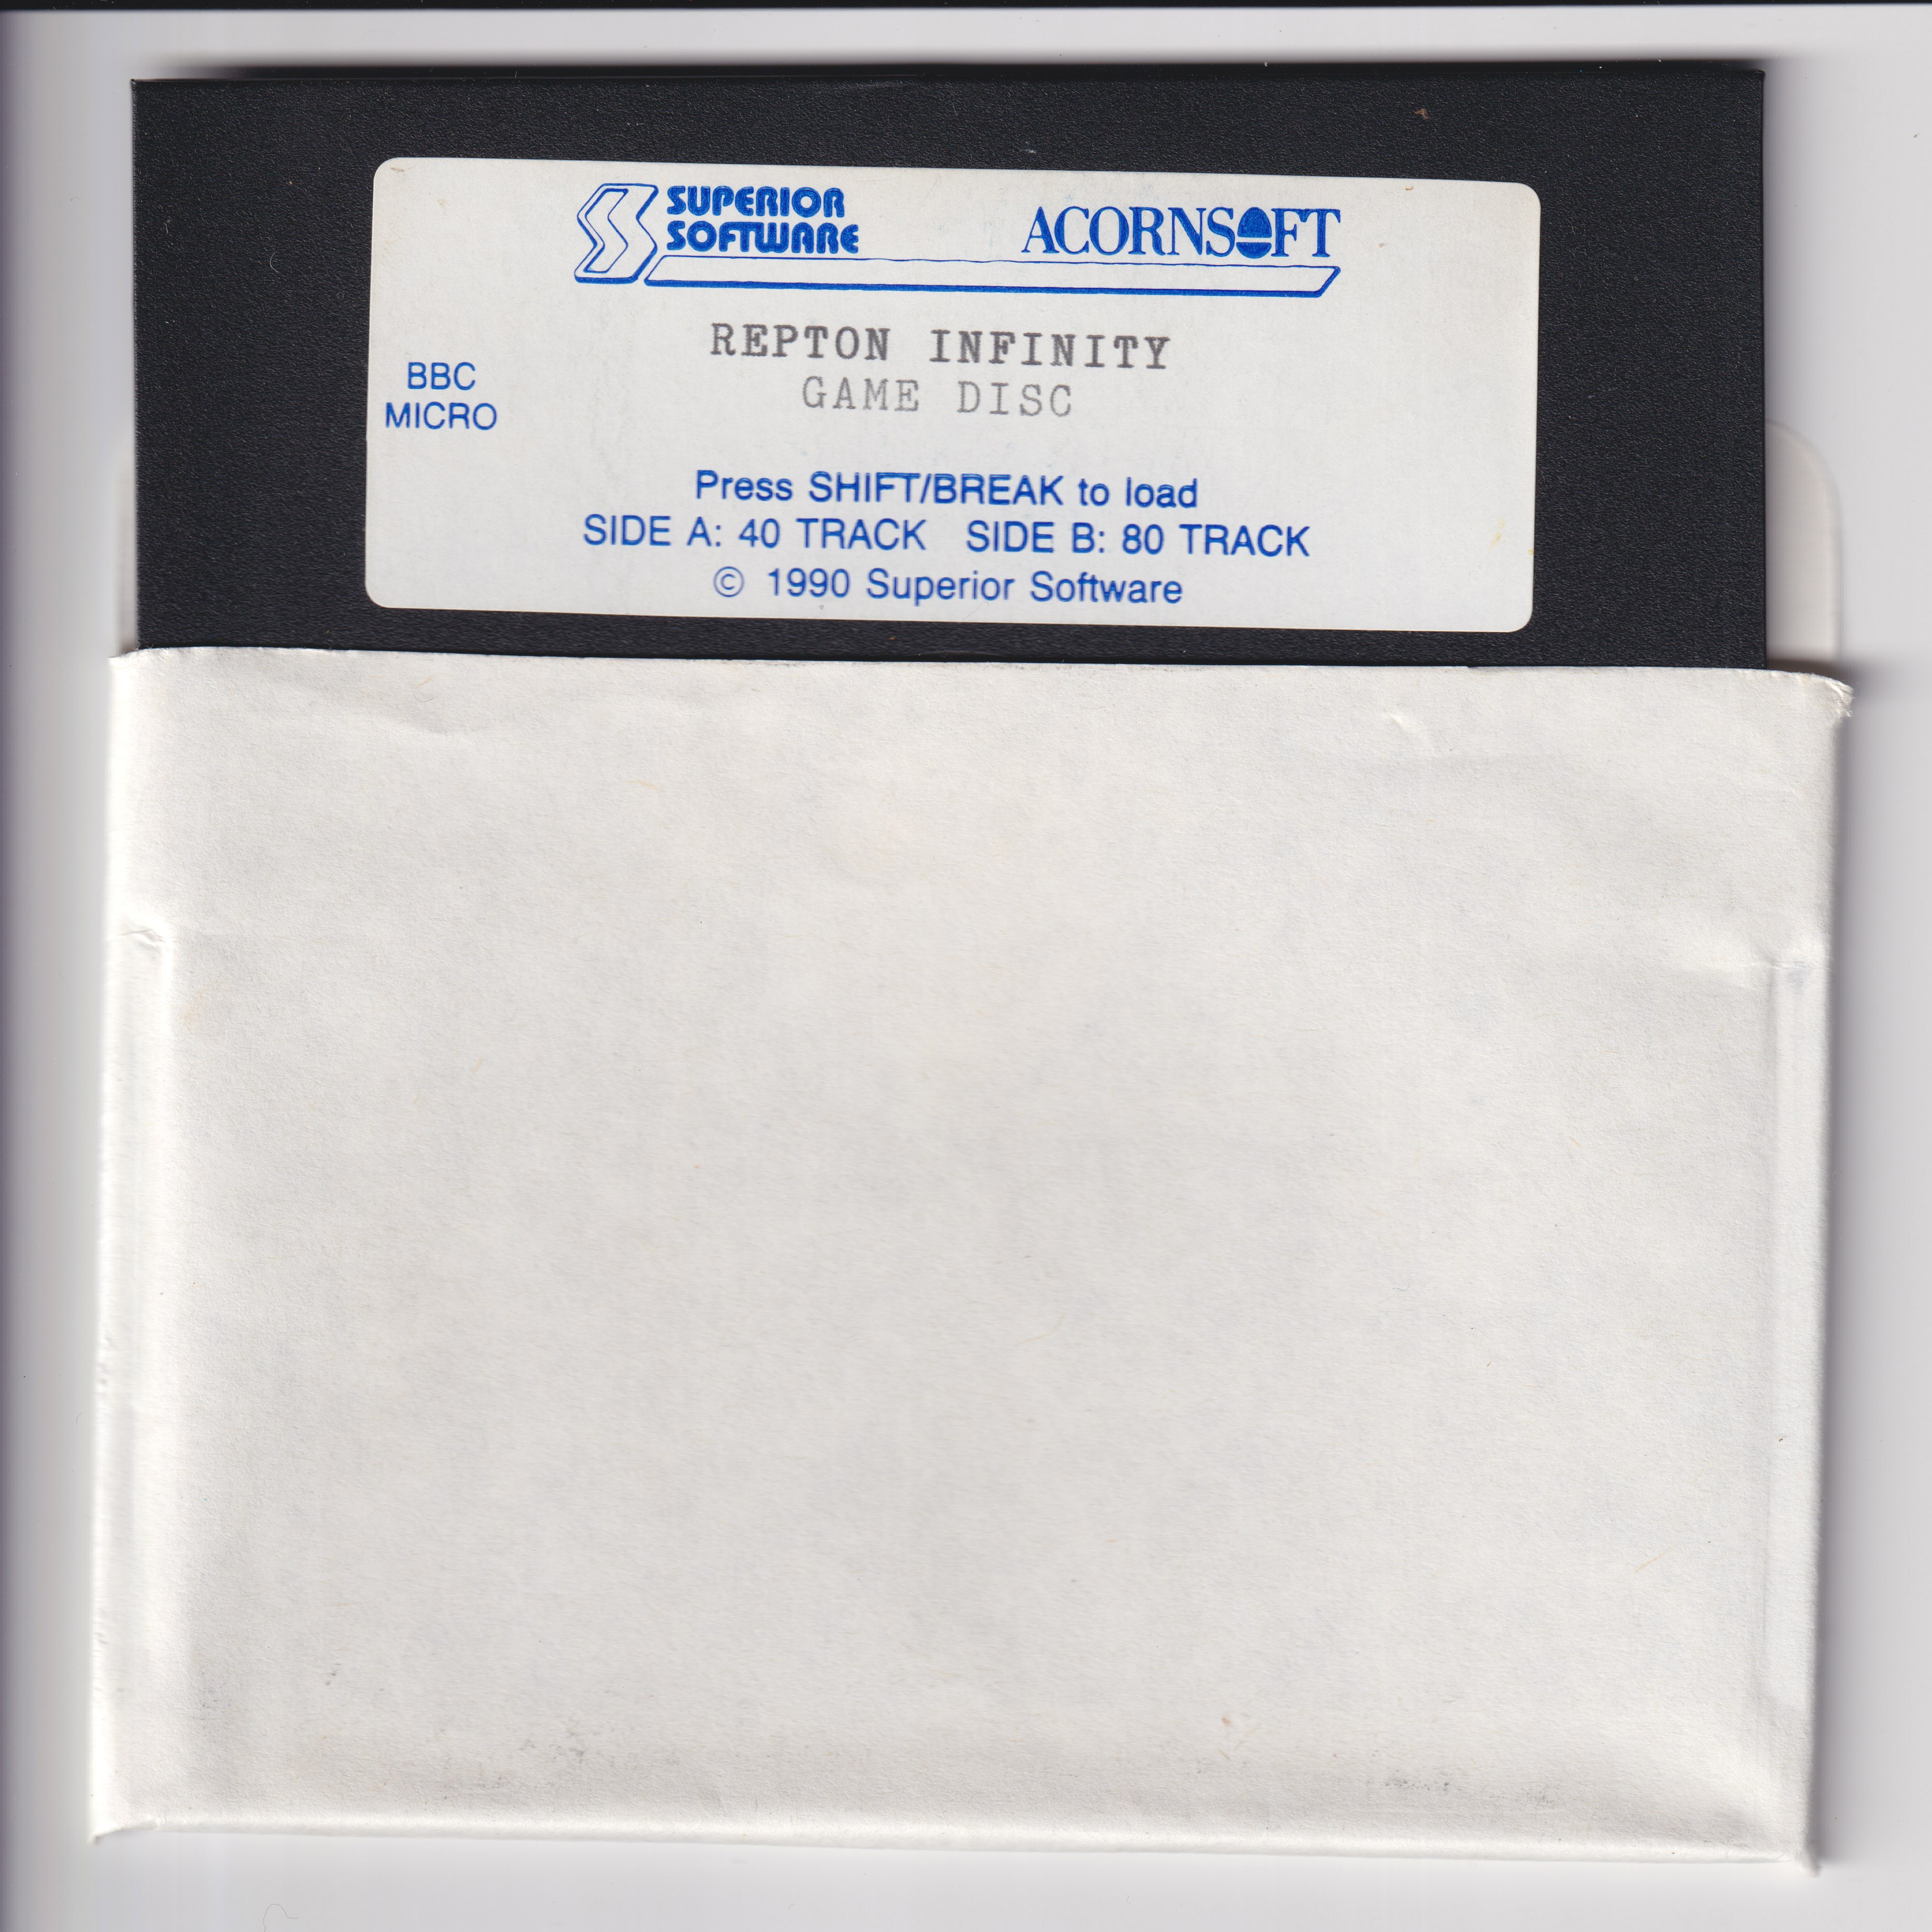 SUPERIOR
SOFTWARE
ACORNSOFT
REPTON INFINITY
GAME DISC
BBC
MICRO
Press SHIFT/BREAK to load
SIDE A: 40 TRACK SIDE B: 80 TRACK
© 1990 Superior Software